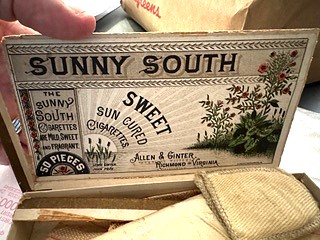 SUNNY SOUTH
THE
SUNNY
SOUTH
CIGARETTES
ARE MILD, SWEET
AND FRAGRANT.
50 PIECES
SWEET
SUN CURED
CIGARETTES
ALLEN & GINTER
RICHMOND VIRGINIA.